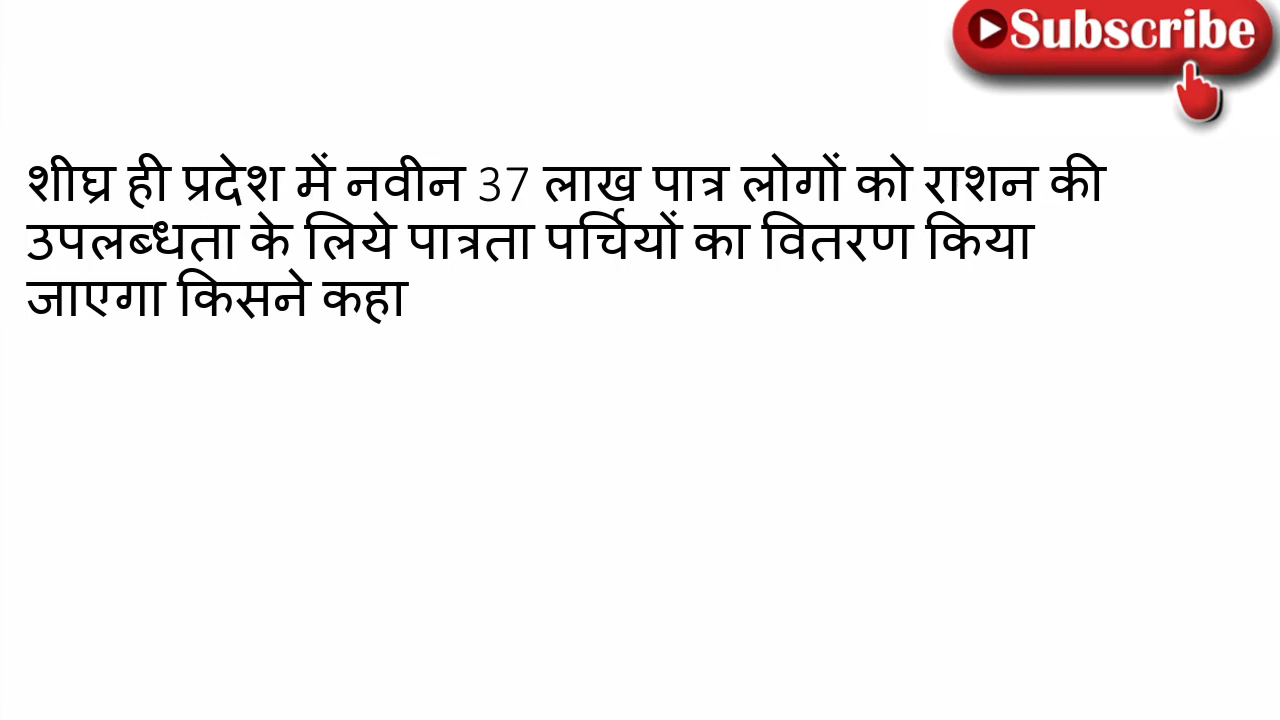 Subscribe
शीघ्र ही प्रदेश में नवीन 37 लाख पात्र लोगों को राशन की
उपलब्धता के लिये पात्रता पर्चियों का वितरण किया
जाएगा किसने कहा